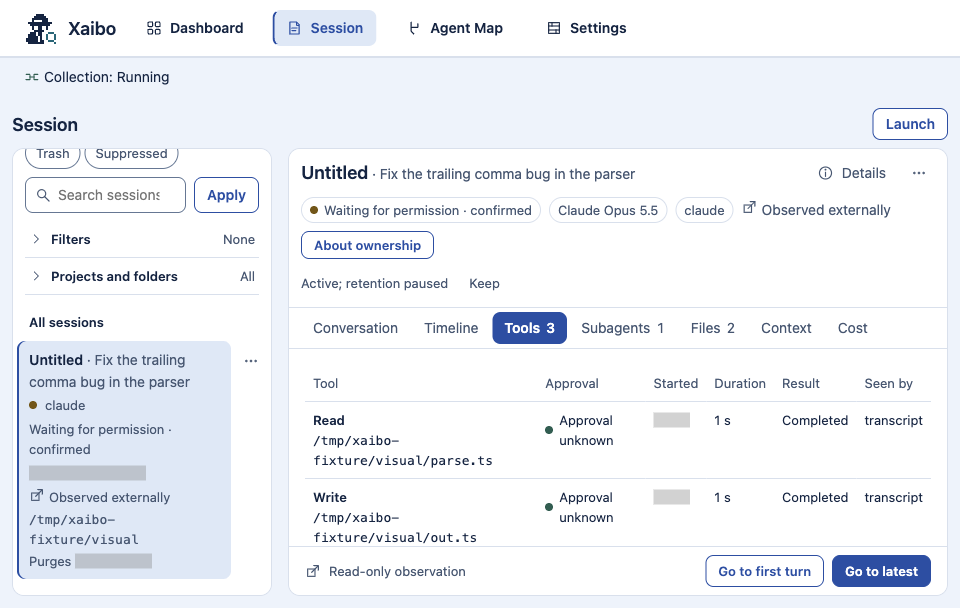 Xaibo
Dashboard
Session
Agent Map
Settings
Collection: Running
Session
Launch
Trash
Suppressed
Search sessions
Apply
Filters
None
Projects and folders
All
All sessions
Untitled · Fix the trailing
comma bug in the parser
claude
Waiting for permission ·
confirmed
Observed externally
/tmp/xaibo-
fixture/visual
Purges
Untitled · Fix the trailing comma bug in the parser
Details
Waiting for permission · confirmed
Claude Opus 5.5
claude
Observed externally
About ownership
Active; retention paused
Keep
Conversation
Timeline
Tools 3
Subagents 1
Files 2
Context
Cost
Tool
Approval
Started
Duration
Result
Seen by
Read
/tmp/xaibo-
fixture/visual/parse.ts
Approval
unknown
1 s
Completed
transcript
Write
/tmp/xaibo-
fixture/visual/out.ts
Approval
unknown
1 s
Completed
transcript
Read-only observation
Go to first turn
Go to latest